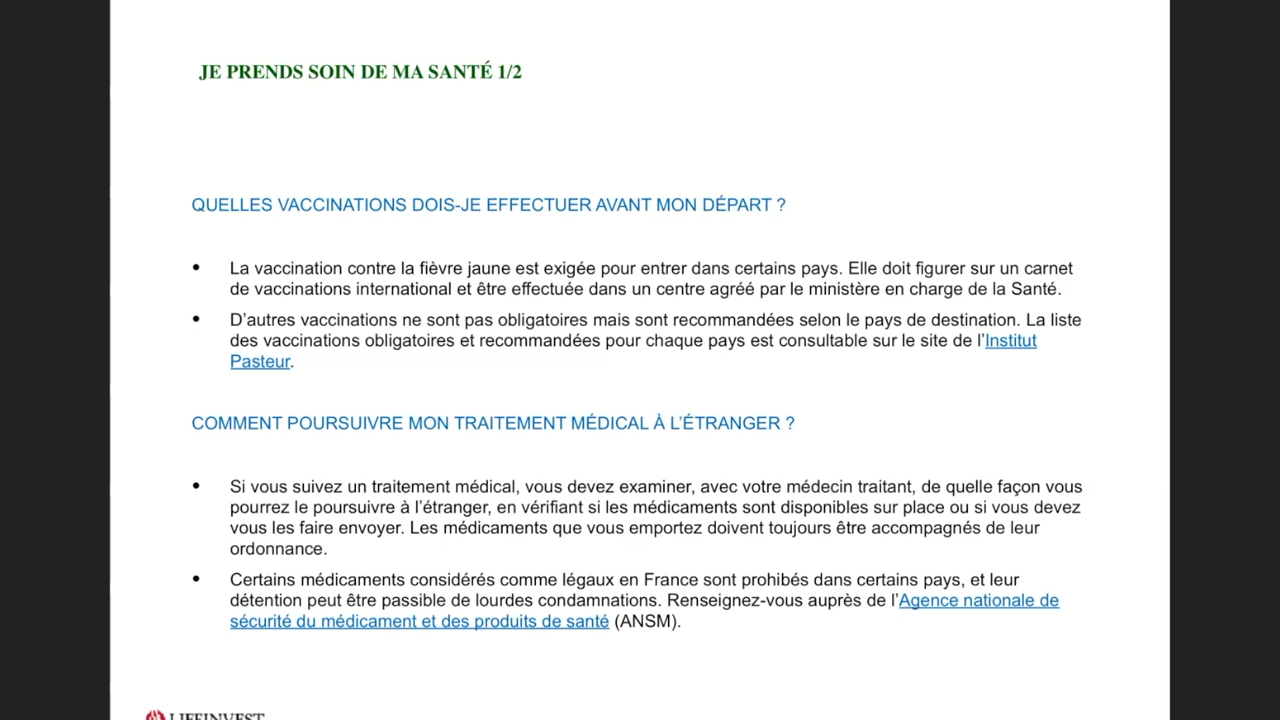 JE PRENDS SOIN DE MA SANTÉ 1/2
QUELLES VACCINATIONS DOIS-JE EFFECTUER AVANT MON DÉPART ?
• La vaccination contre la fièvre jaune est exigée pour entrer dans certains pays. Elle doit figurer sur un carnet
de vaccinations international et être effectuée dans un centre agréé par le ministère en charge de la Santé.
• D’autres vaccinations ne sont pas obligatoires mais sont recommandées selon le pays de destination. La liste
des vaccinations obligatoires et recommandées pour chaque pays est consultable sur le site de l’Institut
Pasteur.
COMMENT POURSUIVRE MON TRAITEMENT MÉDICAL À L’ÉTRANGER ?
• Si vous suivez un traitement médical, vous devez examiner, avec votre médecin traitant, de quelle façon vous
pourrez le poursuivre à l’étranger, en vérifiant si les médicaments sont disponibles sur place ou si vous devez
vous les faire envoyer. Les médicaments que vous emportez doivent toujours être accompagnés de leur
ordonnance.
• Certains médicaments considérés comme légaux en France sont prohibés dans certains pays, et leur
détention peut être passible de lourdes condamnations. Renseignez-vous auprès de l’Agence nationale de
sécurité du médicament et des produits de santé (ANSM).
LIFEINVEST